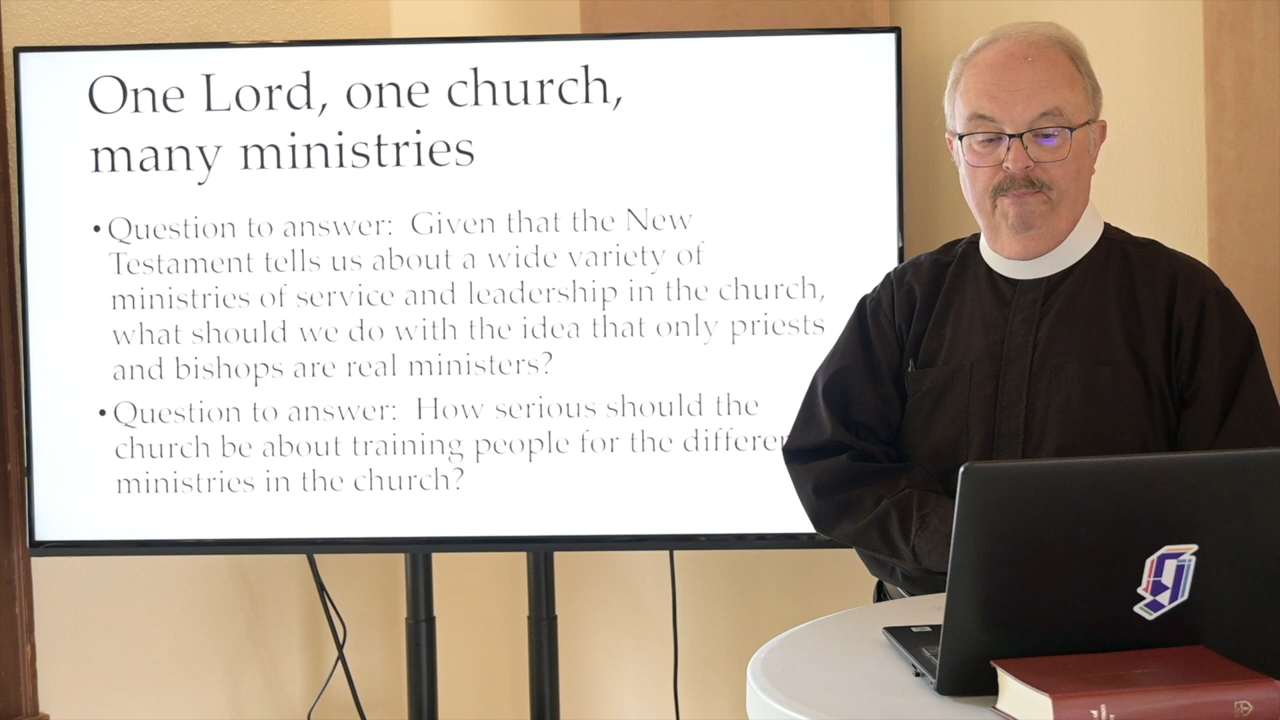 One Lord, one church,
many ministries
• Question to answer: Given that the New
Testament tells us about a wide variety of
ministries of service and leadership in the church,
what should we do with the idea that only priests
and bishops are real ministers?
• Question to answer: How serious should the
church be about training people for the
ministries in the church?